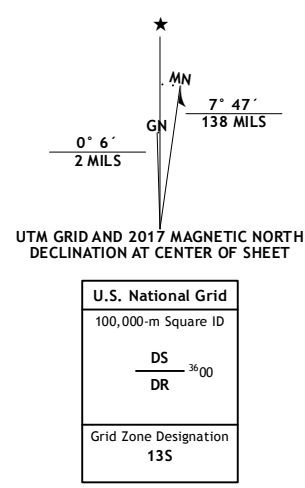 ★
MN
7° 47´
138 MILS
GN
0° 6´
2 MILS
UTM GRID AND 2017 MAGNETIC NORTH
DECLINATION AT CENTER OF SHEET
U.S. National Grid
100,000-m Square ID
DS
3600
DR
Grid Zone Designation
13S